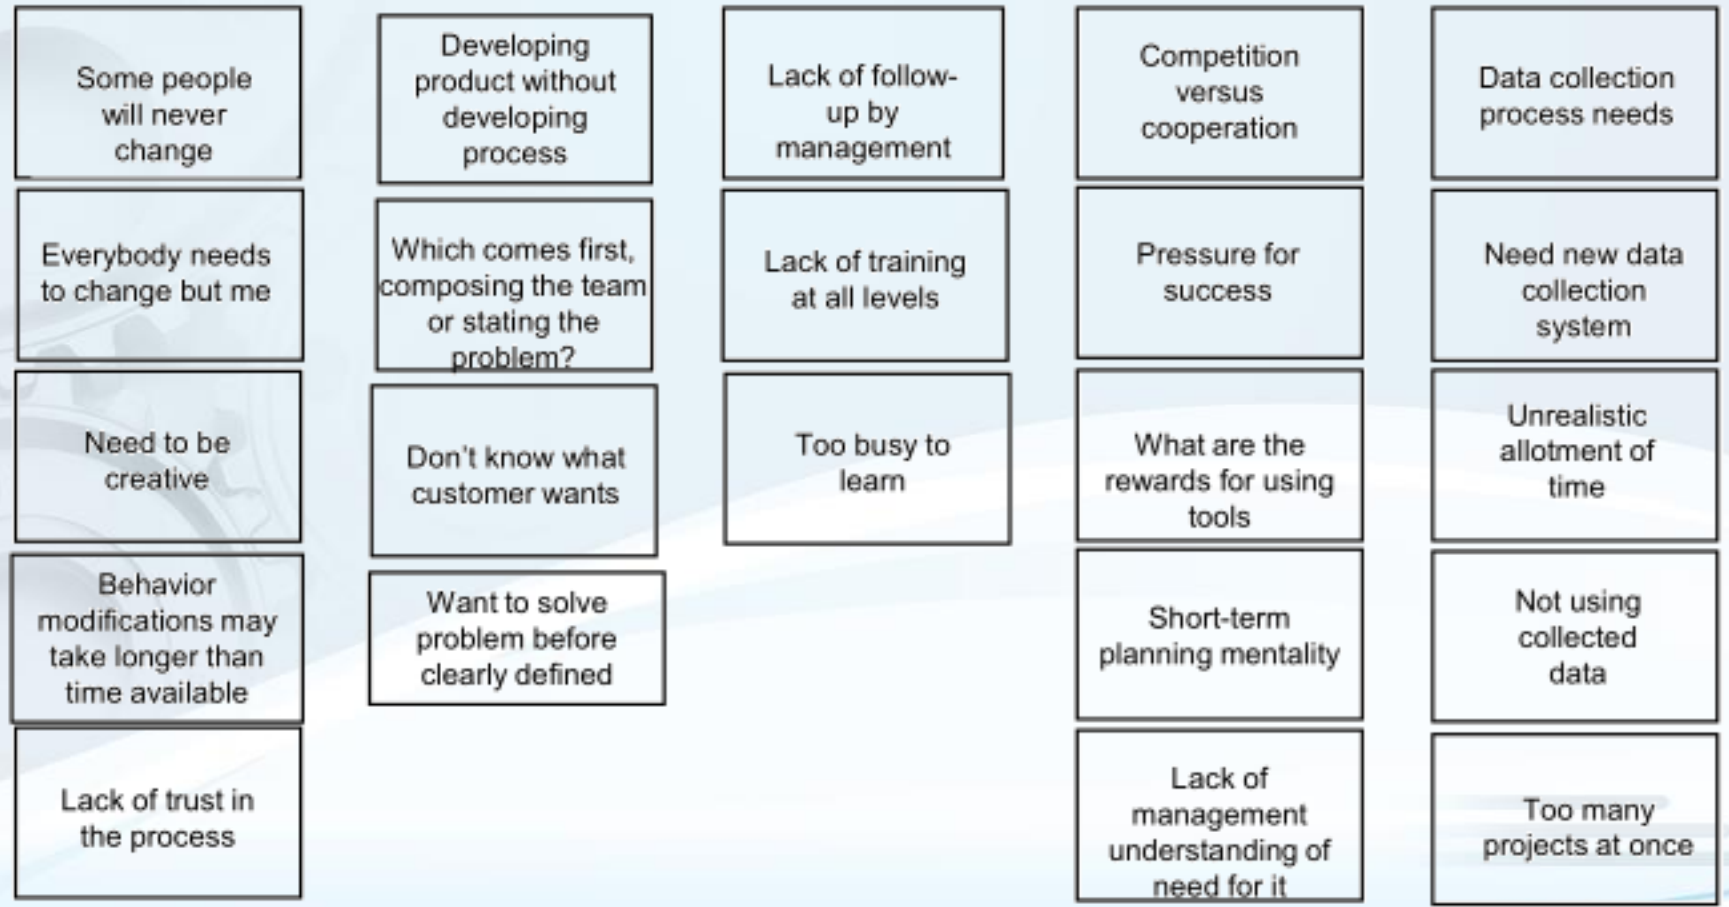 Some people
will never
change
Everybody needs
to change but me
Need to be
creative
Behavior
modifications may
take longer than
time available
Lack of trust in
the process
Developing
product without
developing
process
Which comes first,
composing the team
or stating the
problem?
Don't know what
customer wants
Want to solve
problem before
clearly defined
Lack of follow-
up by
management
Lack of training
at all levels
Too busy to
learn
Competition
versus
cooperation
Pressure for
success
What are the
rewards for using
tools
Short-term
planning mentality
Lack of
management
understanding of
need for it
Data collection
process needs
Need new data
collection
system
Unrealistic
allotment of
time
Not using
collected
data
Too many
projects at once